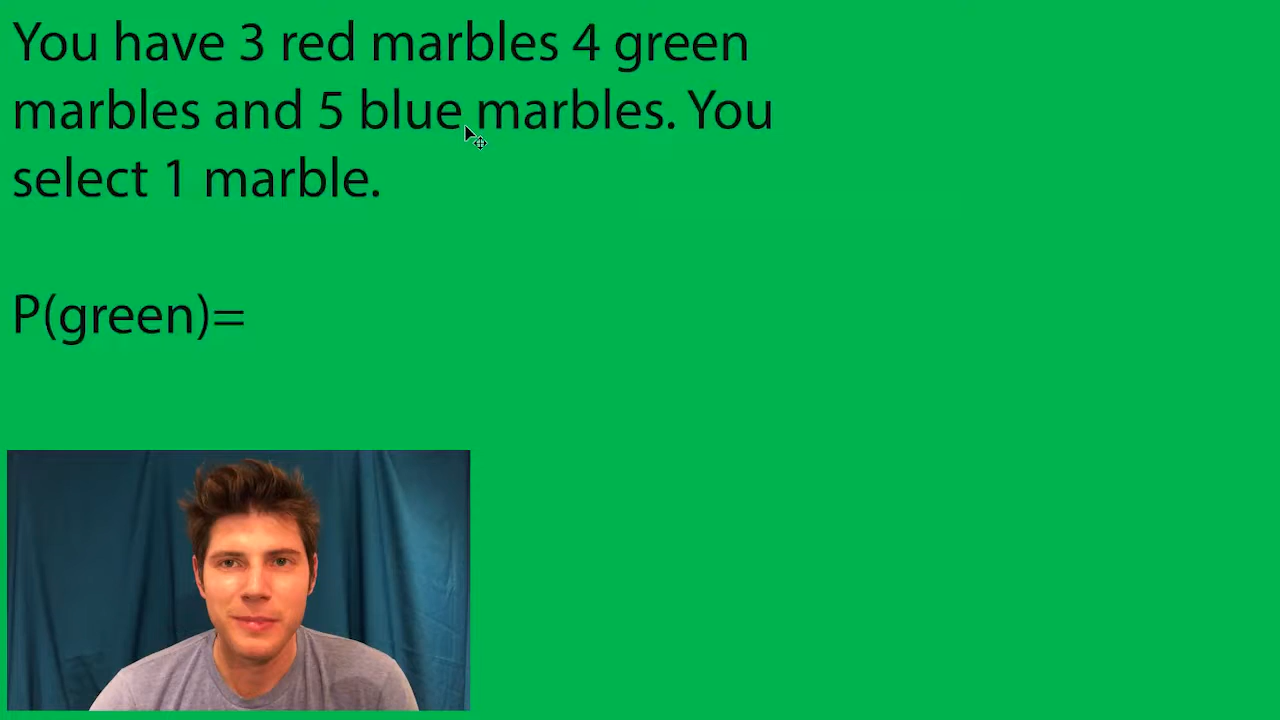 You have 3 red marbles 4 green
marbles and 5 blue marbles. You
select 1 marble.
P(green)=